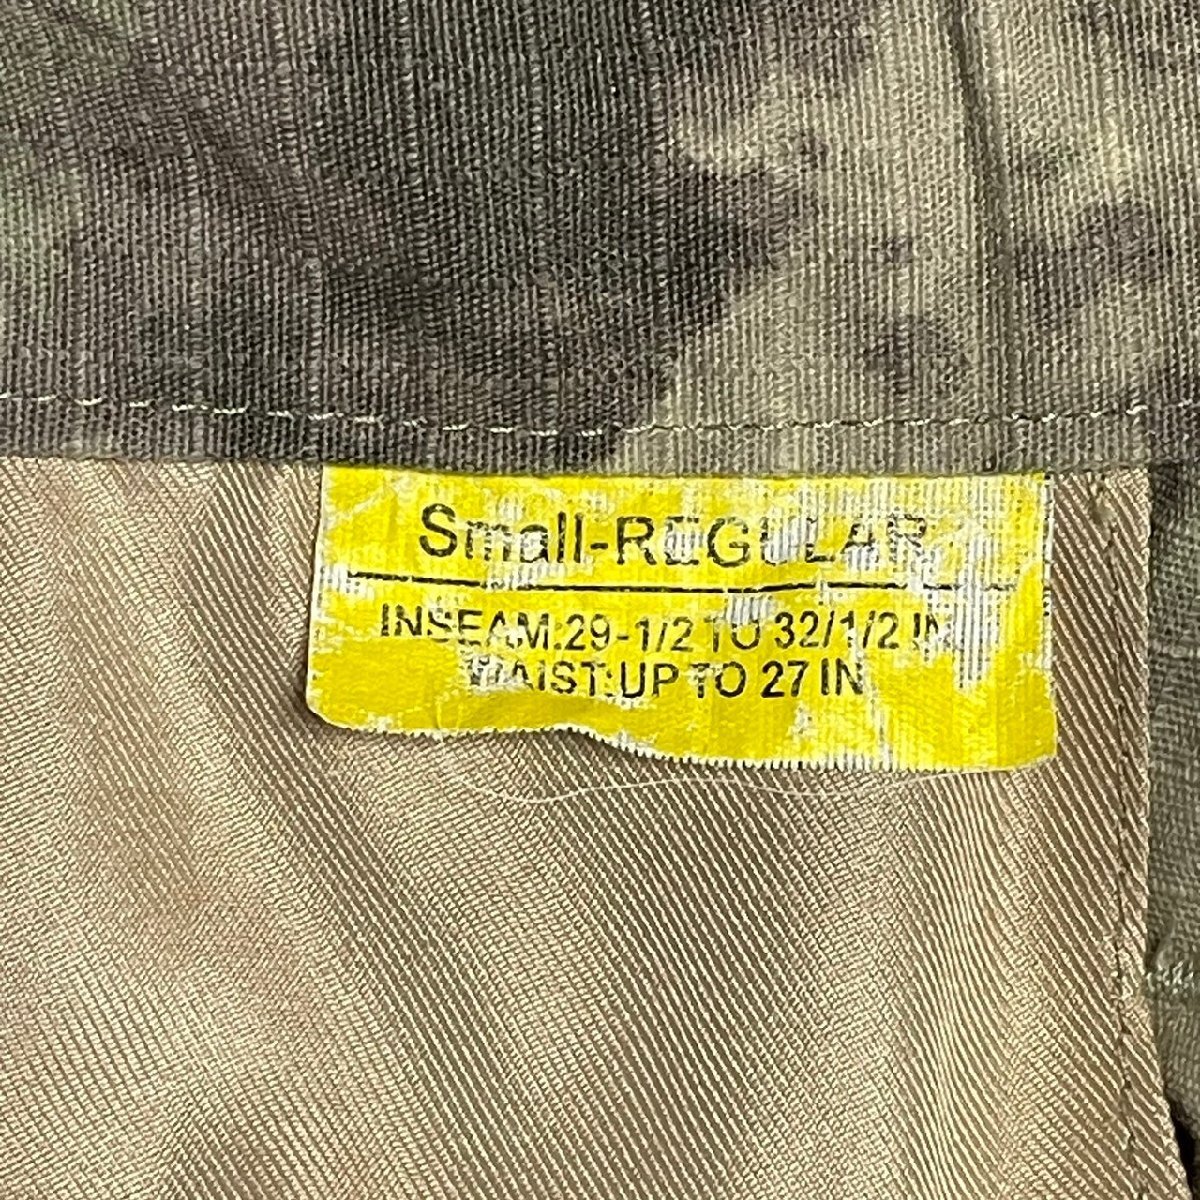 Small-REGULAR
INSEAM:29-1/2 TO 32/1/2 IN
WAIST:UP TO 27 IN